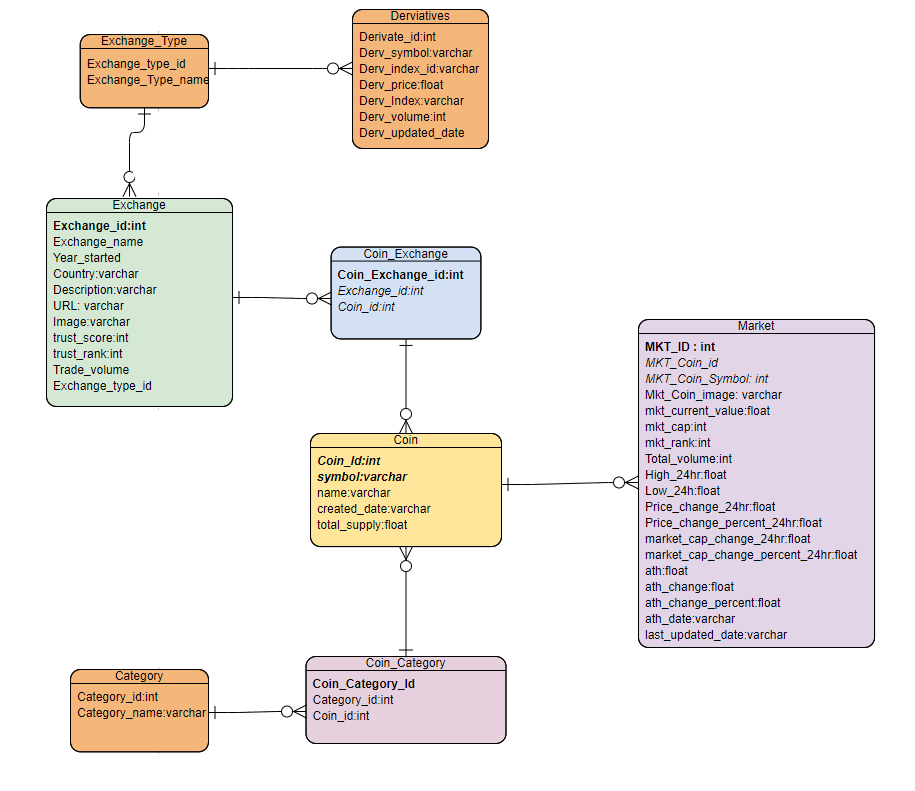 Exchange_Type
Exchange_type_id
Exchange_Type_name
Derviatives
Derivate_id:int
Derv_symbol:varchar
Derv_index_id:varchar
Derv_price:float
Derv_Index:varchar
Derv_volume:int
Derv_updated_date
Exchange
Exchange_id:int
Exchange_name
Year_started
Country:varchar
Description:varchar
URL: varchar
Image:varchar
trust_score:int
trust_rank:int
Trade_volume
Exchange_type_id
Coin_Exchange
Coin_Exchange_id:int
Exchange_id:int
Coin_id:int
Market
MKT_ID : int
MKT_Coin_id
MKT_Coin_Symbol: int
Mkt_Coin_image: varchar
mkt_current_value:float
mkt_cap:int
mkt_rank:int
Total_volume:int
High_24hr:float
Low_24h:float
Price_change_24hr:float
Price_change_percent_24hr:float
market_cap_change_24hr:float
market_cap_change_percent_24hr:float
ath:float
ath_change:float
ath_change_percent:float
ath_date:varchar
last_updated_date:varchar
Coin
Coin_Id:int
symbol:varchar
name:varchar
created_date:varchar
total_supply:float
Coin_Category
Coin_Category_Id
Category_id:int
Coin_id:int
Category
Category_id:int
Category_name:varchar